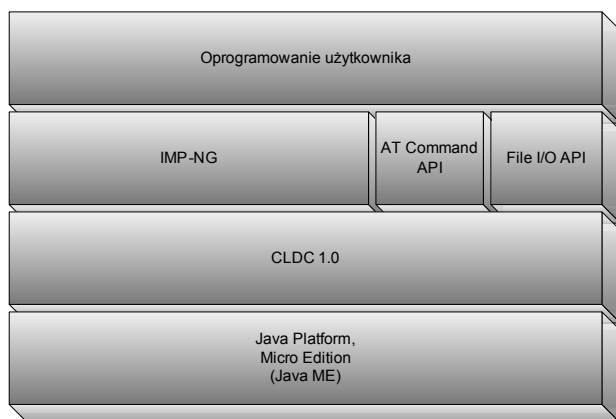 Oprogramowanie użytkownika
IMP-NG
AT Command
API
File I/O API
CLDC 1.0
Java Platform,
Micro Edition
(Java ME)